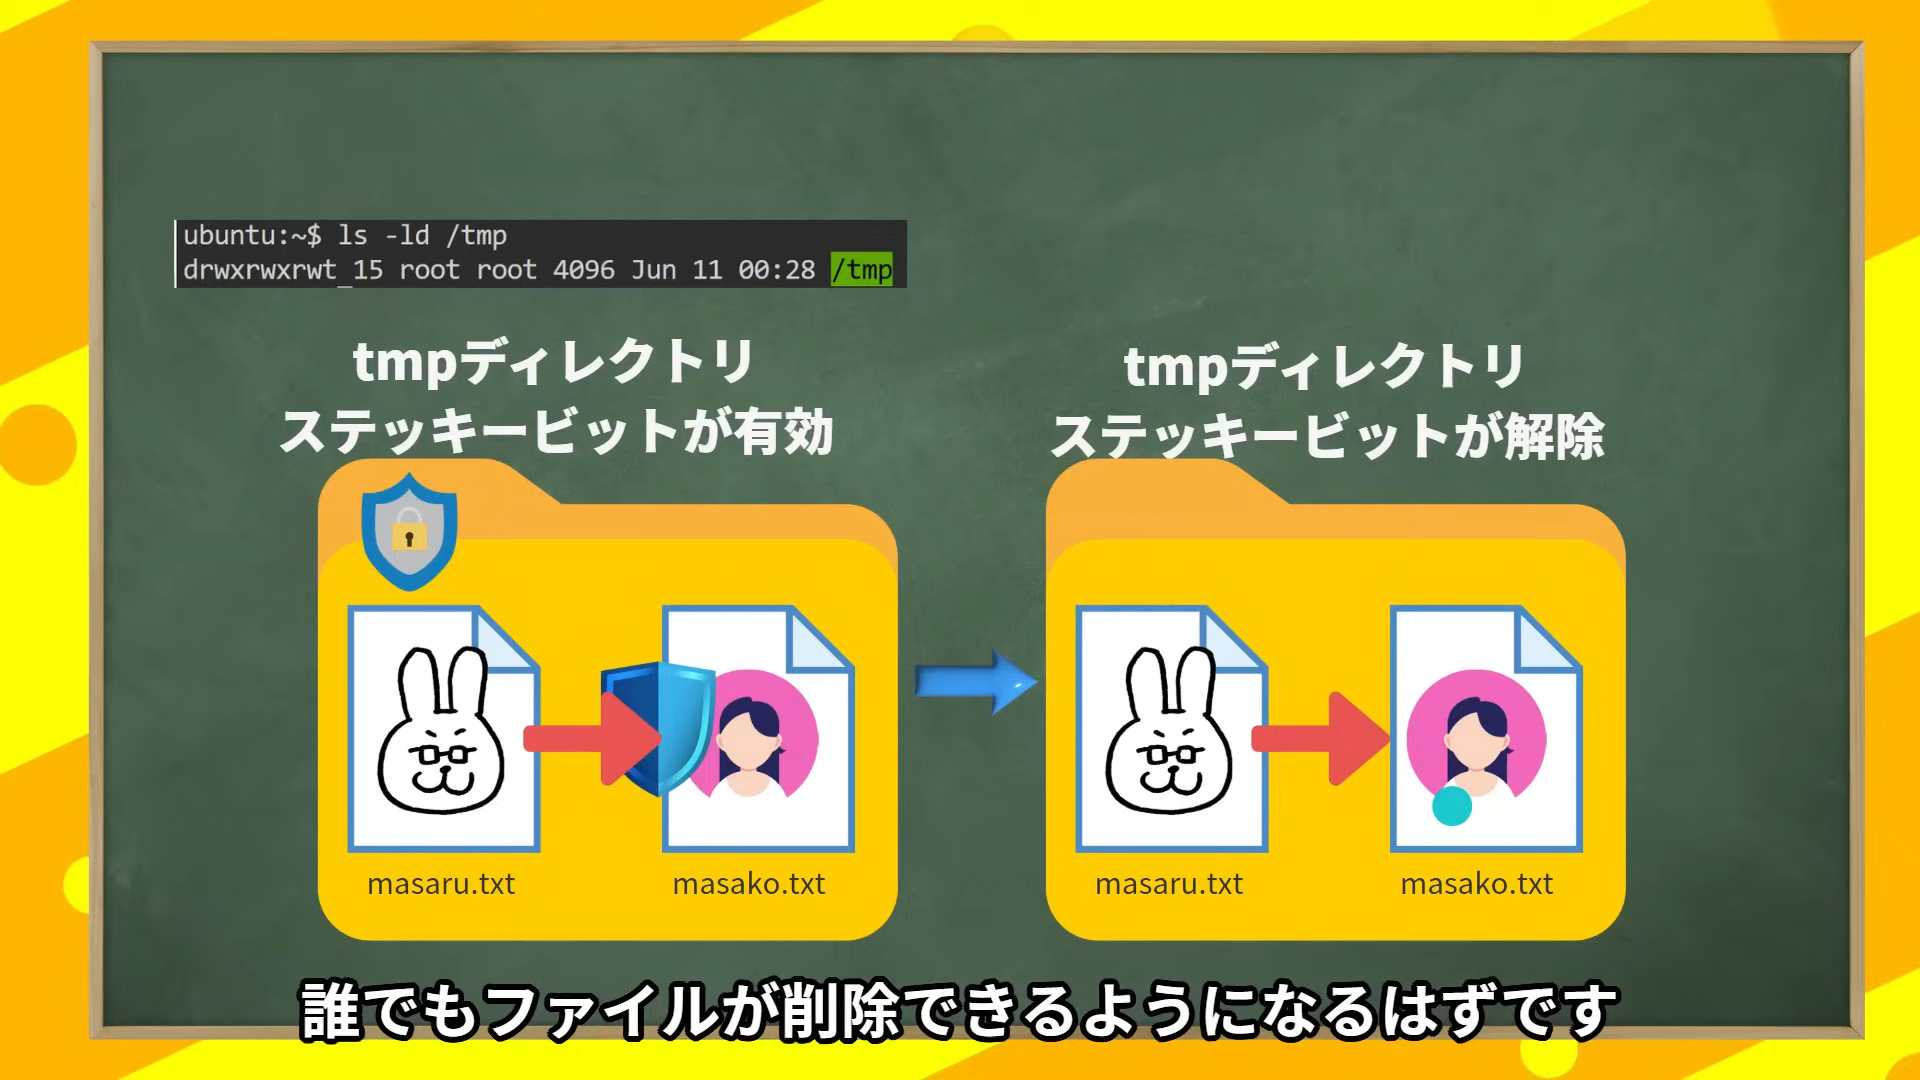 ubuntu:~$ ls -ld /tmp
drwxrwxrwt_15 root root 4096 Jun 11 00:28 /tmp
tmpディレクトリ
ステッキービットが有効
tmpディレクトリ
ステッキービットが解除
masaru.txt
masako.txt
masaru.txt
masako.txt
誰でもファイルが削除できるようになるはずです